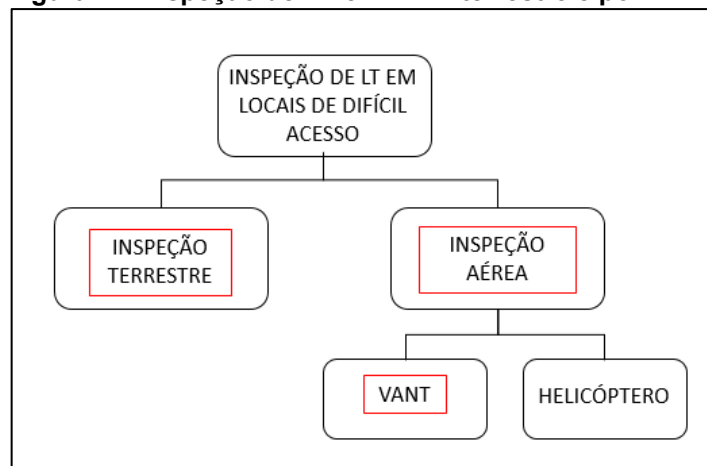 INSPEÇÃO DE LT EM
LOCAIS DE DIFÍCIL
ACESSO
INSPEÇÃO
TERRESTRE
INSPEÇÃO
AÉREA
VANT
HELICÓPTERO